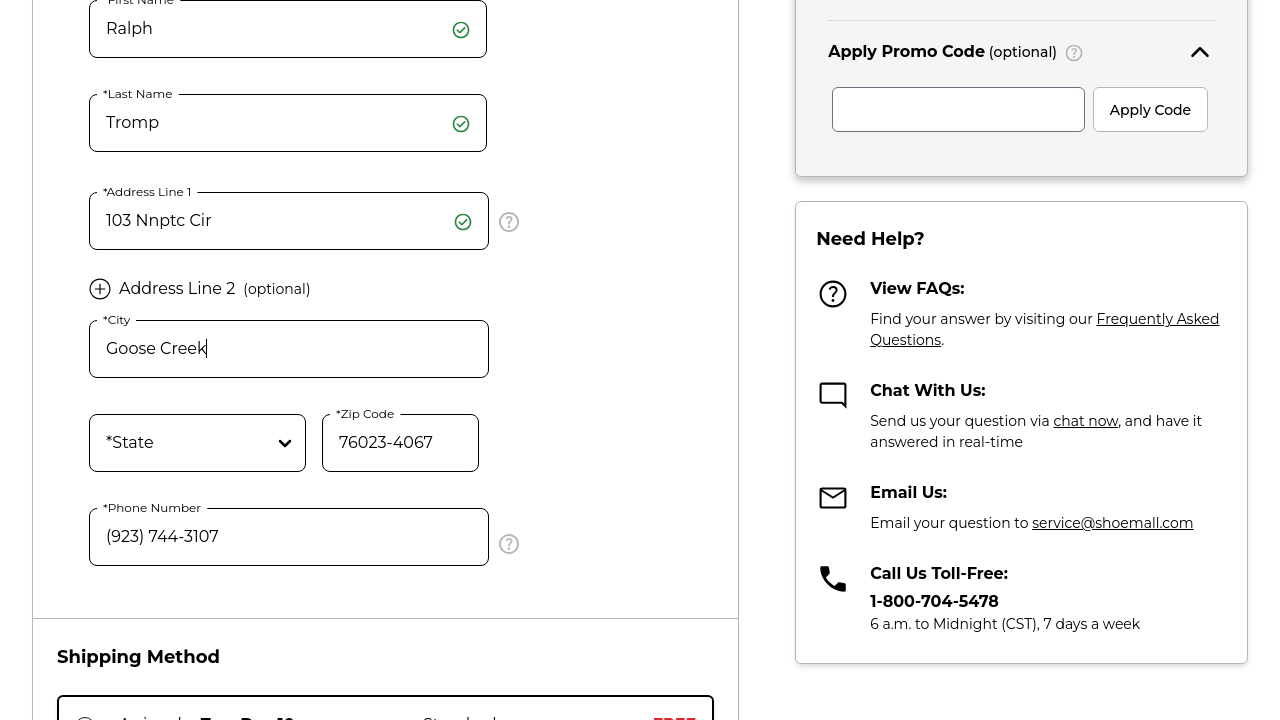 First Name
Ralph
*Last Name
Tromp
*Address Line 1
103 Nnptc Cir
Address Line 2 (optional)
*City
Goose Creek
*State
*Zip Code
76023-4067
*Phone Number
(923) 744-3107
Shipping Method
FREE
Apply Promo Code (optional)
Apply Code
Need Help?
View FAQs:
Find your answer by visiting our Frequently Asked
Questions.
Chat With Us:
Send us your question via chat now, and have it
answered in real-time
Email Us:
Email your question to service@shoemall.com
Call Us Toll-Free:
1-800-704-5478
6 a.m. to Midnight (CST), 7 days a week